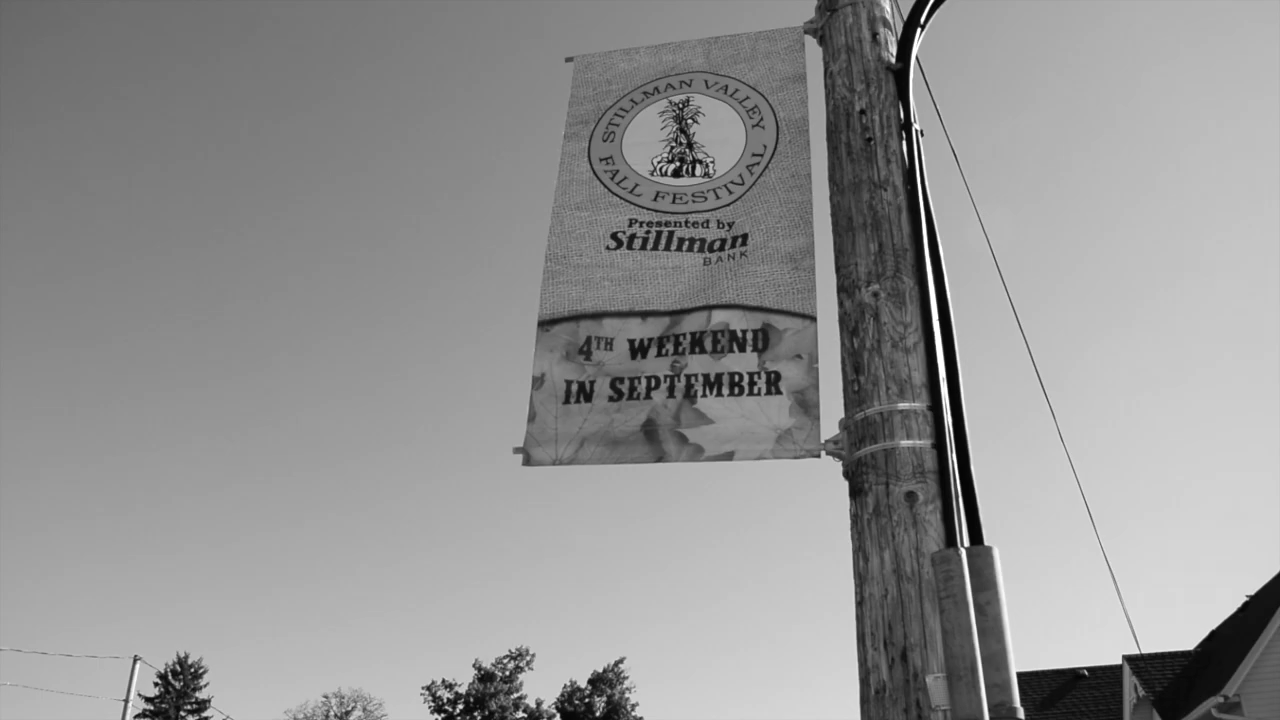 STILLMAN VALLEY
FALL FESTIVAL
Presented by
Stillman
BANK
4TH WEEKEND
IN SEPTEMBER